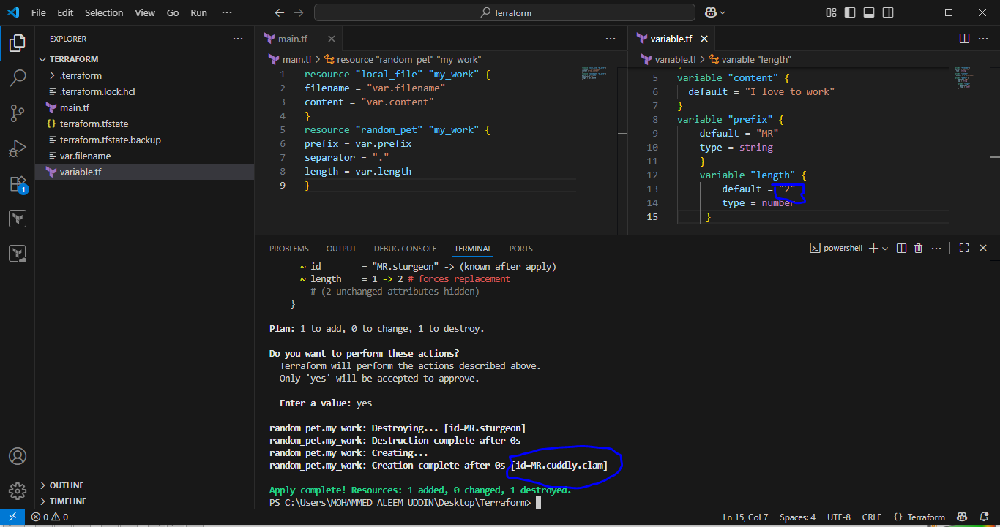 File Edit Selection View Go Run ··· Terraform
EXPLORER ···
TERRAFORM
.terraform
.terraform.lock.hcl
main.tf
{} terraform.tfstate
terraform.tfstate.backup
var.filename
variable.tf
OUTLINE
TIMELINE
1
main.tf ···
main.tf > resource "random_pet" "my_work"
1 resource "local_file" "my_work" {
2 filename = "var.filename"
3 content = "var.content"
4 }
5 resource "random_pet" "my_work" {
6 prefix = var.prefix
7 separator = "."
8 length = var.length
9 }
variable.tf ···
variable.tf > variable "length"
5 variable "content" {
6 default = "I love to work"
7 }
8 variable "prefix" {
9 default = "MR"
10 type = string
11 }
12 variable "length" {
13 default = "2"
14 type = number
15 }
PROBLEMS OUTPUT DEBUG CONSOLE TERMINAL PORTS powershell ···
~ id = "MR.sturgeon" -> (known after apply)
~ length = 1 -> 2 # forces replacement
# (2 unchanged attributes hidden)
}
Plan: 1 to add, 0 to change, 1 to destroy.
Do you want to perform these actions?
Terraform will perform the actions described above.
Only 'yes' will be accepted to approve.
Enter a value: yes
random_pet.my_work: Destroying... [id=MR.sturgeon]
random_pet.my_work: Destruction complete after 0s
random_pet.my_work: Creating...
random_pet.my_work: Creation complete after 0s [id=MR.cuddly.clam]
Apply complete! Resources: 1 added, 0 changed, 1 destroyed.
PS C:\Users\MOHAMMED ALEEM UDDIN\Desktop\Terraform>
0 0 Ln 15, Col 7 Spaces: 4 UTF-8 CRLF {} Terraform